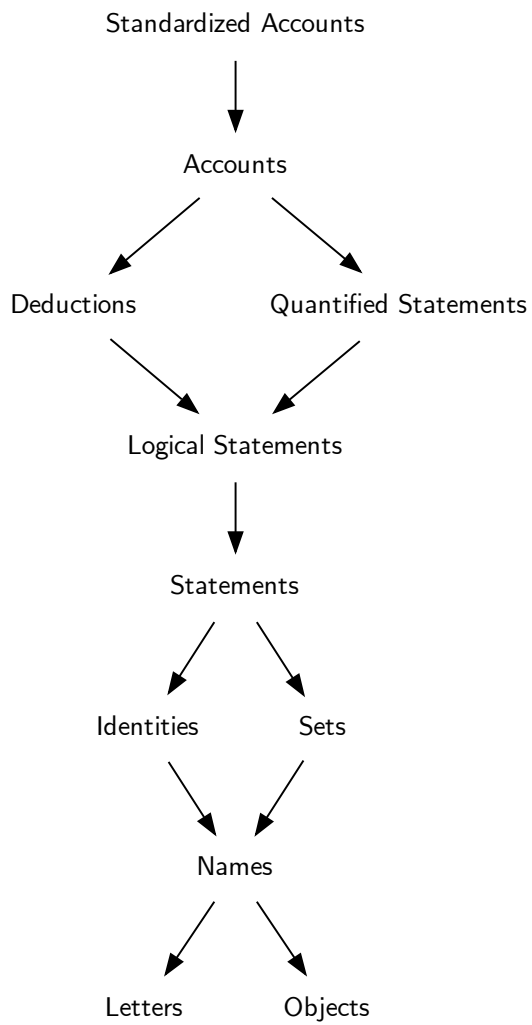 Standardized Accounts
Accounts
Deductions
Quantified Statements
Logical Statements
Statements
Identities
Sets
Names
Letters
Objects